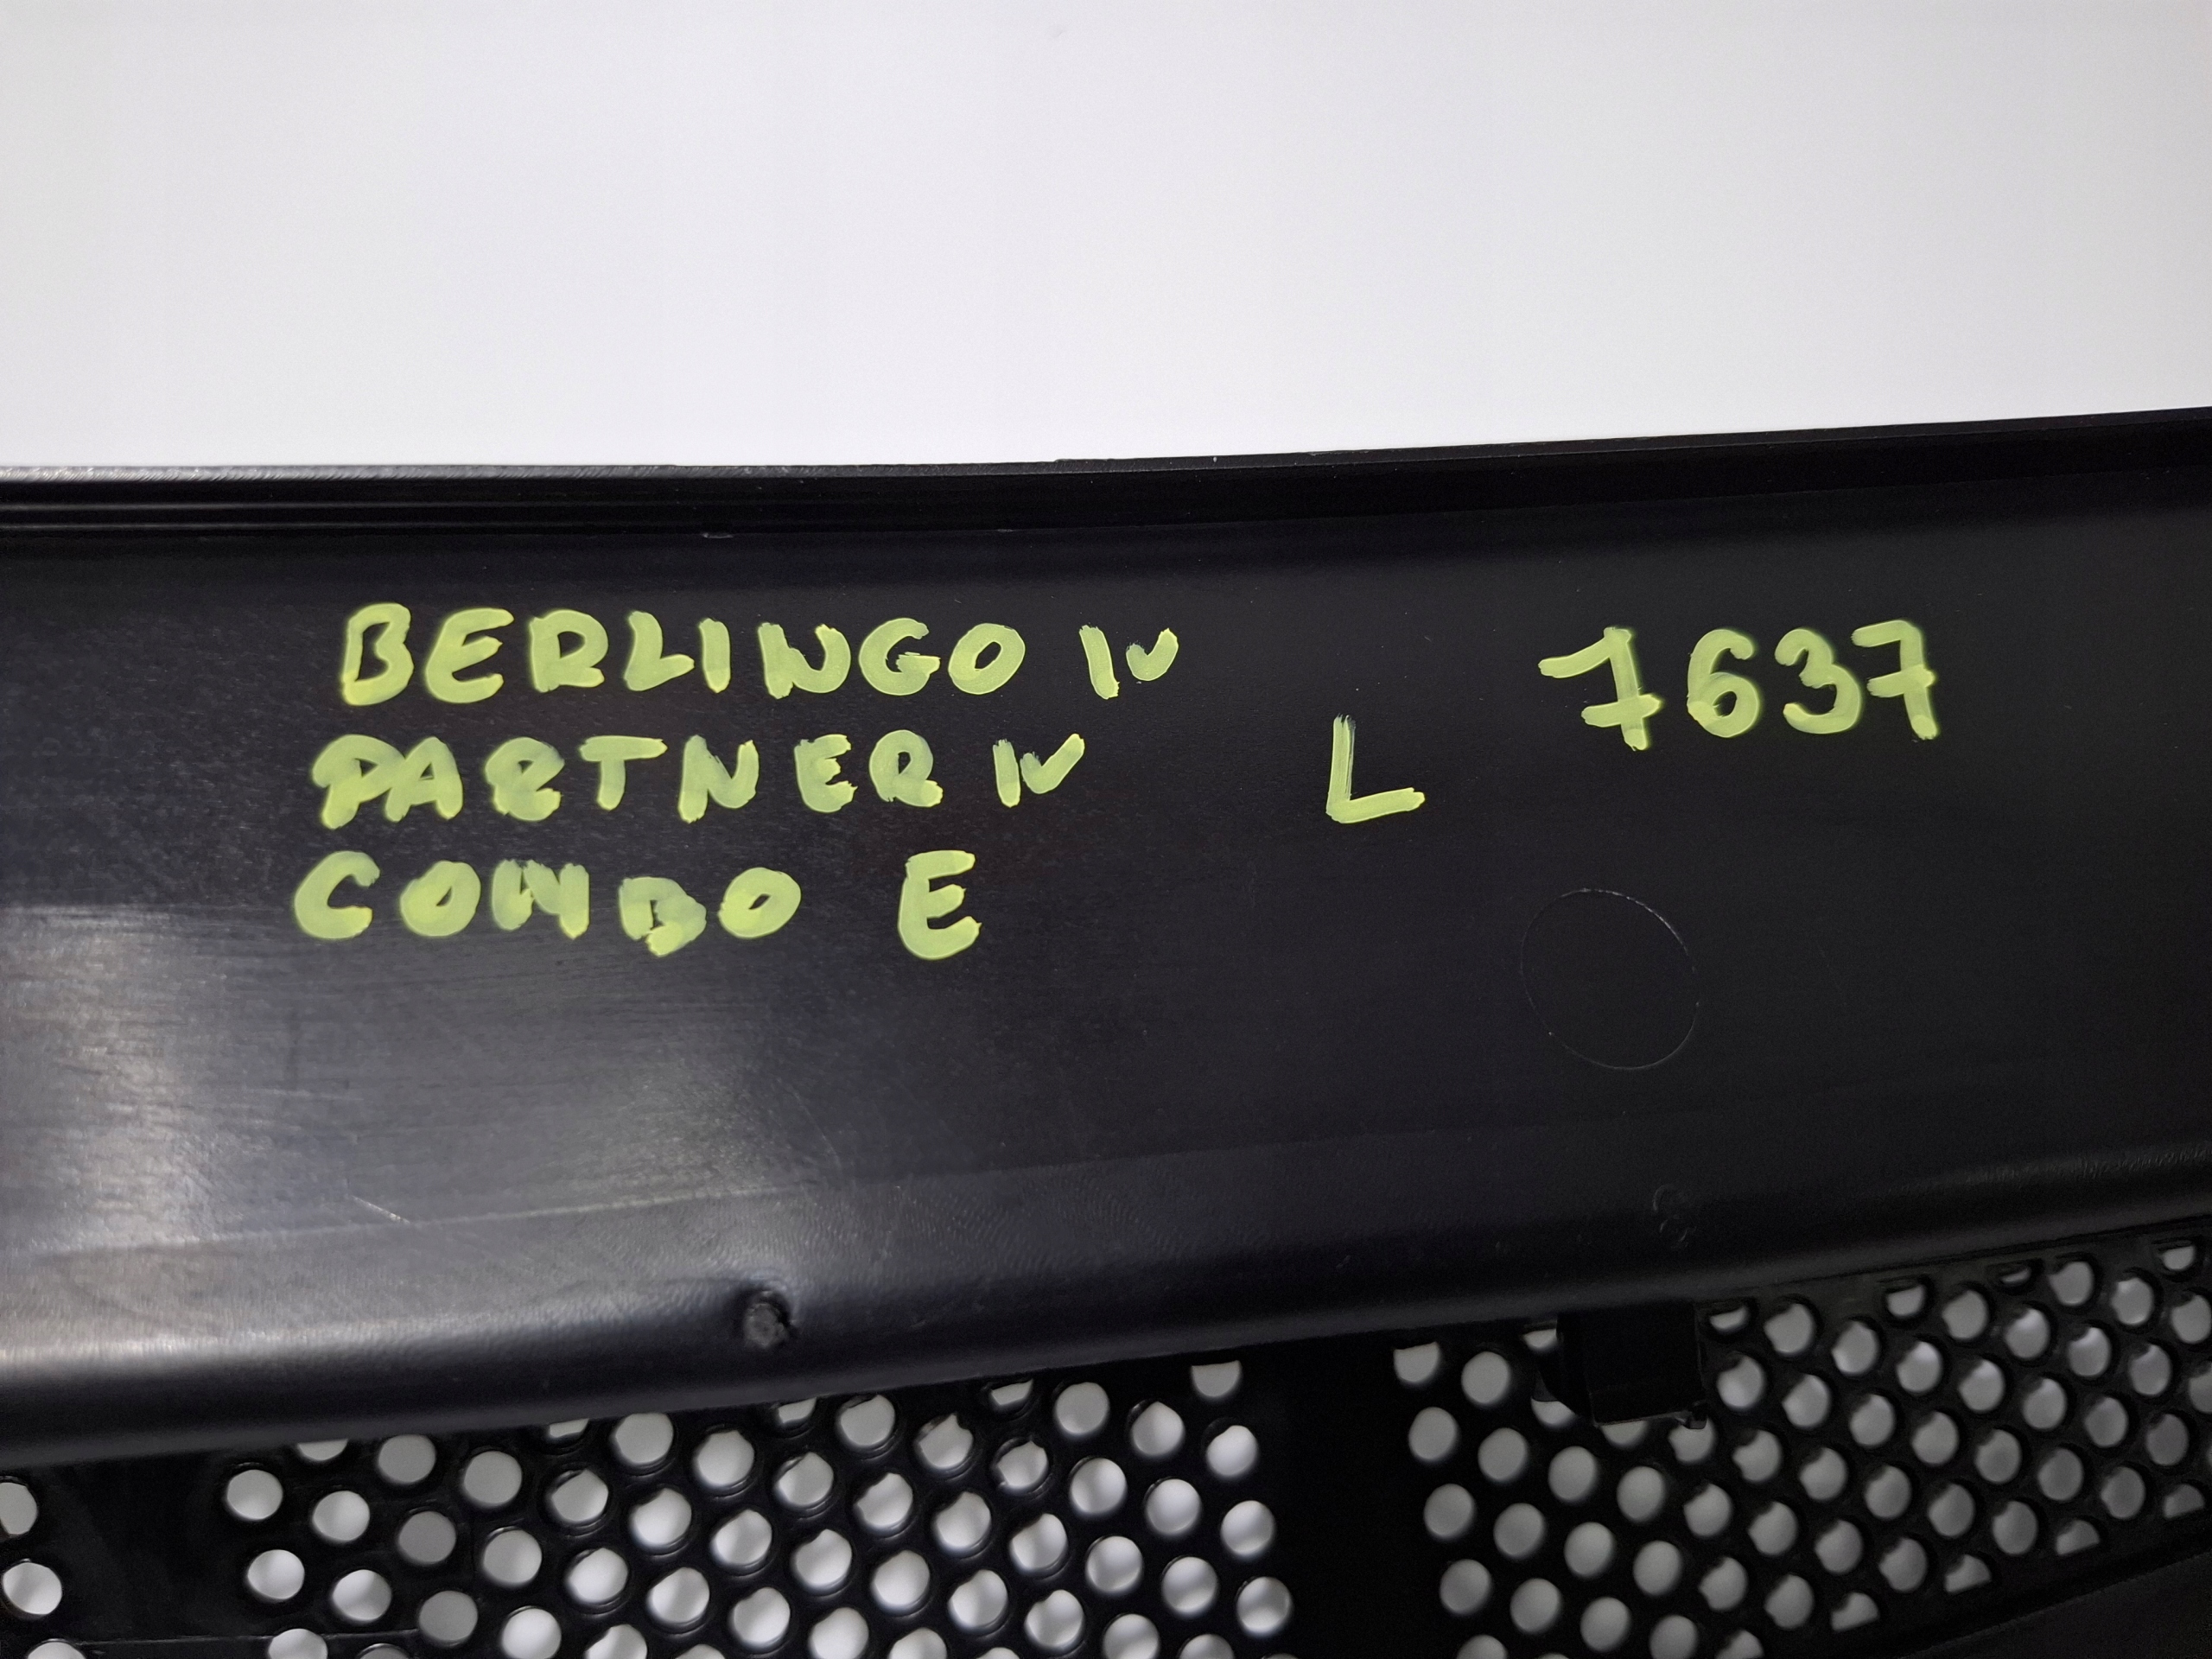 BERLINGO IV
PARTNER IV
COMBO E
L
7637